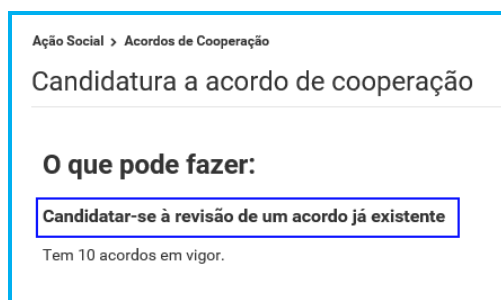 Ação Social > Acordos de Cooperação
Candidatura a acordo de cooperação
O que pode fazer:
Candidatar-se à revisão de um acordo já existente
Tem 10 acordos em vigor.